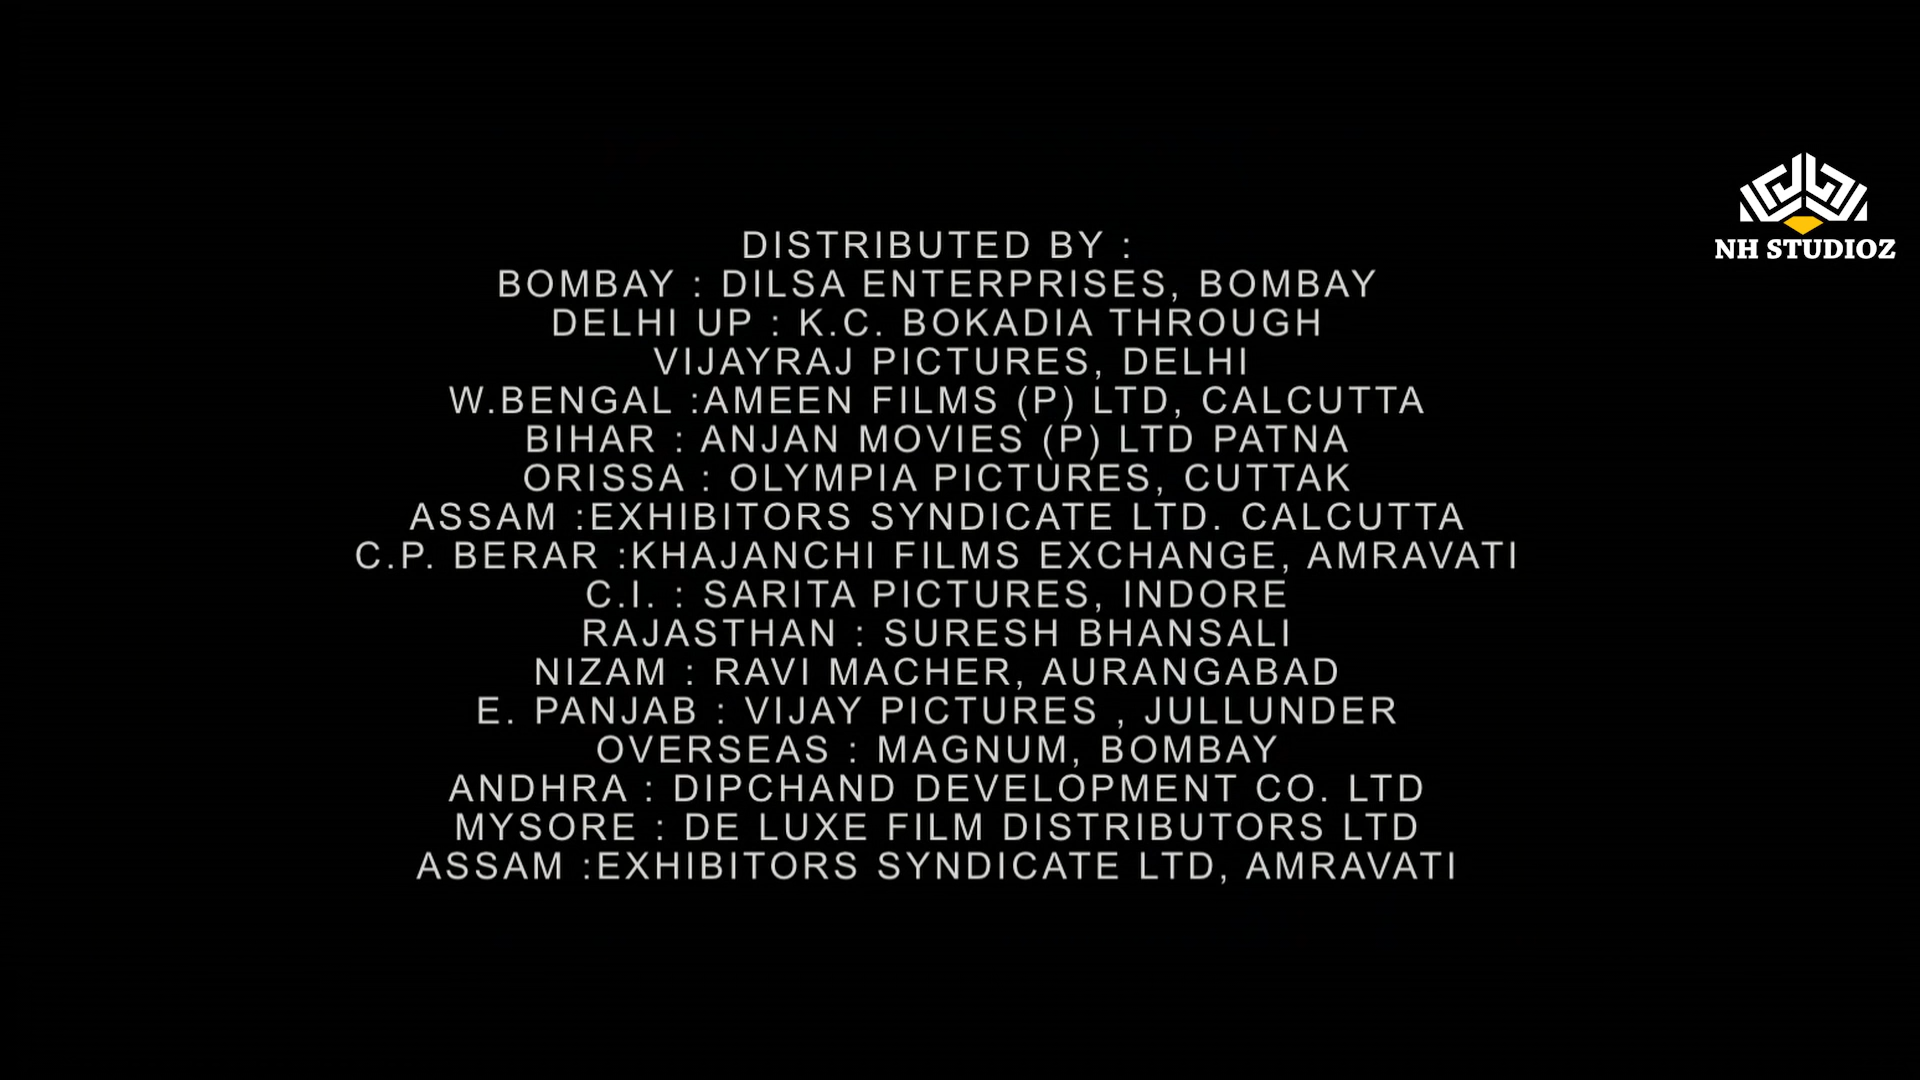 NH STUDIOZ
DISTRIBUTED BY :
BOMBAY : DILSA ENTERPRISES, BOMBAY
DELHI UP : K.C. BOKADIA THROUGH
VIJAYRAJ PICTURES, DELHI
W.BENGAL :AMEEN FILMS (P) LTD, CALCUTTA
BIHAR : ANJAN MOVIES (P) LTD PATNA
ORISSA : OLYMPIA PICTURES, CUTTAK
ASSAM :EXHIBITORS SYNDICATE LTD. CALCUTTA
C.P. BERAR :KHAJANCHI FILMS EXCHANGE, AMRAVATI
C.I. : SARITA PICTURES, INDORE
RAJASTHAN : SURESH BHANSALI
NIZAM : RAVI MACHER, AURANGABAD
E. PANJAB : VIJAY PICTURES , JULLUNDER
OVERSEAS : MAGNUM, BOMBAY
ANDHRA : DIPCHAND DEVELOPMENT CO. LTD
MYSORE : DE LUXE FILM DISTRIBUTORS LTD
ASSAM :EXHIBITORS SYNDICATE LTD, AMRAVATI